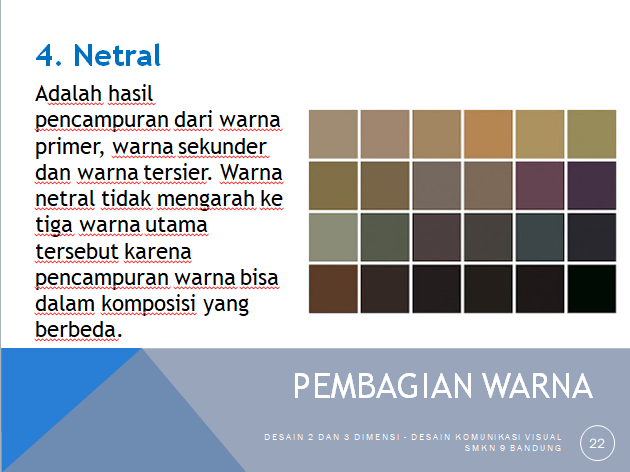 4. Netral
Adalah hasil
pencampuran dari warna
primer, warna sekunder
dan warna tersier. Warna
netral tidak mengarah ke
tiga warna utama
tersebut karena
pencampuran warna bisa
dalam komposisi yang
berbeda.
PEMBAGIAN WARNA
DESAIN 2 DAN 3 DIMENSI - DESAIN KOMUNIKASI VISUAL
SMKN 9 BANDUNG
22